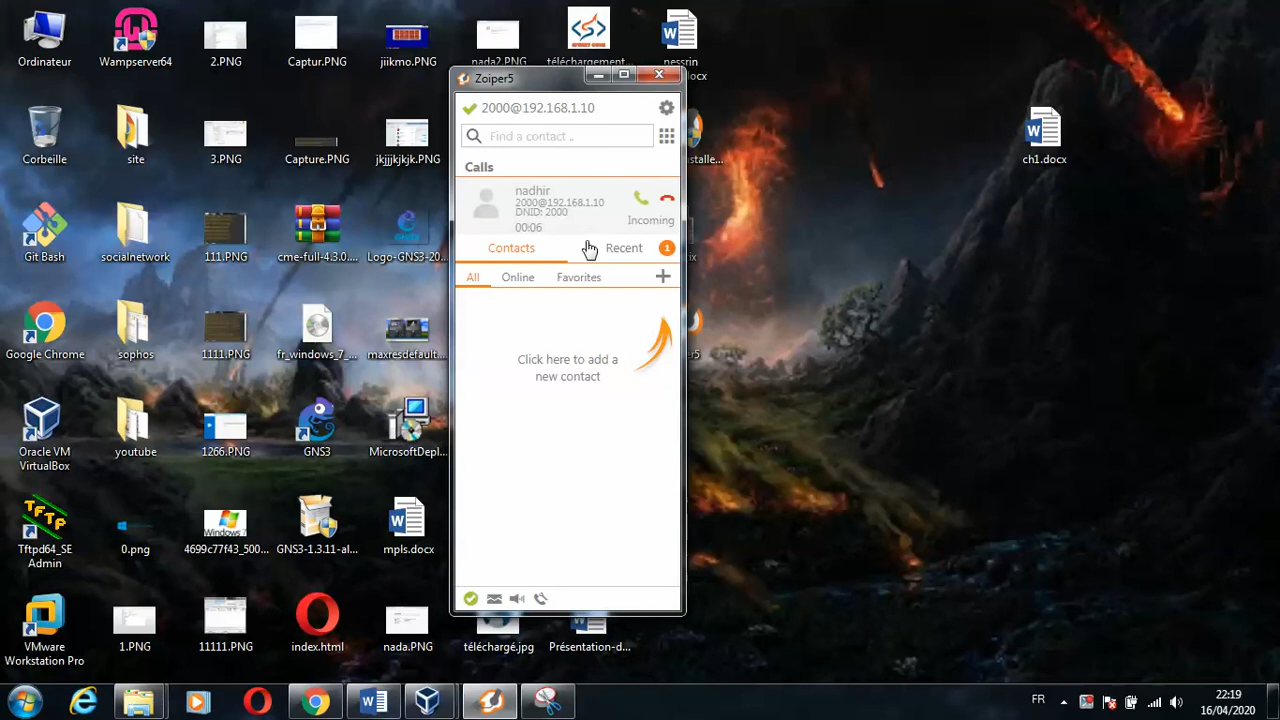 Ordinateur
Wampserver64
2.PNG
Captur.PNG
jiikmo.PNG
nada2.PNG
téléchargement...
nessrin
Zoiper5
2000@192.168.1.10
Find a contact ..
Calls
nadhir
2000@192.168.1.10
DNID: 2000
00:06
Incoming
Contacts
Recent
1
All
Online
Favorites
Click here to add a
new contact
Corbeille
site
3.PNG
Capture.PNG
jkjjjkjkjk.PNG
ch1.docx
Git Bash
socialnetwork
111.PNG
cme-full-4.3.0....
Logo-GNS3-20...
Google Chrome
sophos
1111.PNG
fr_windows_7_...
maxresdefault....
Oracle VM
VirtualBox
youtube
1266.PNG
GNS3
MicrosoftDepl...
Tftpd64_SE
Admin
0.png
4699c77f43_500...
GNS3-1.3.11-al...
mpls.docx
VMware
Workstation Pro
1.PNG
11111.PNG
index.html
nada.PNG
téléchargé.jpg
Présentation-d...
FR
22:19
16/04/2020